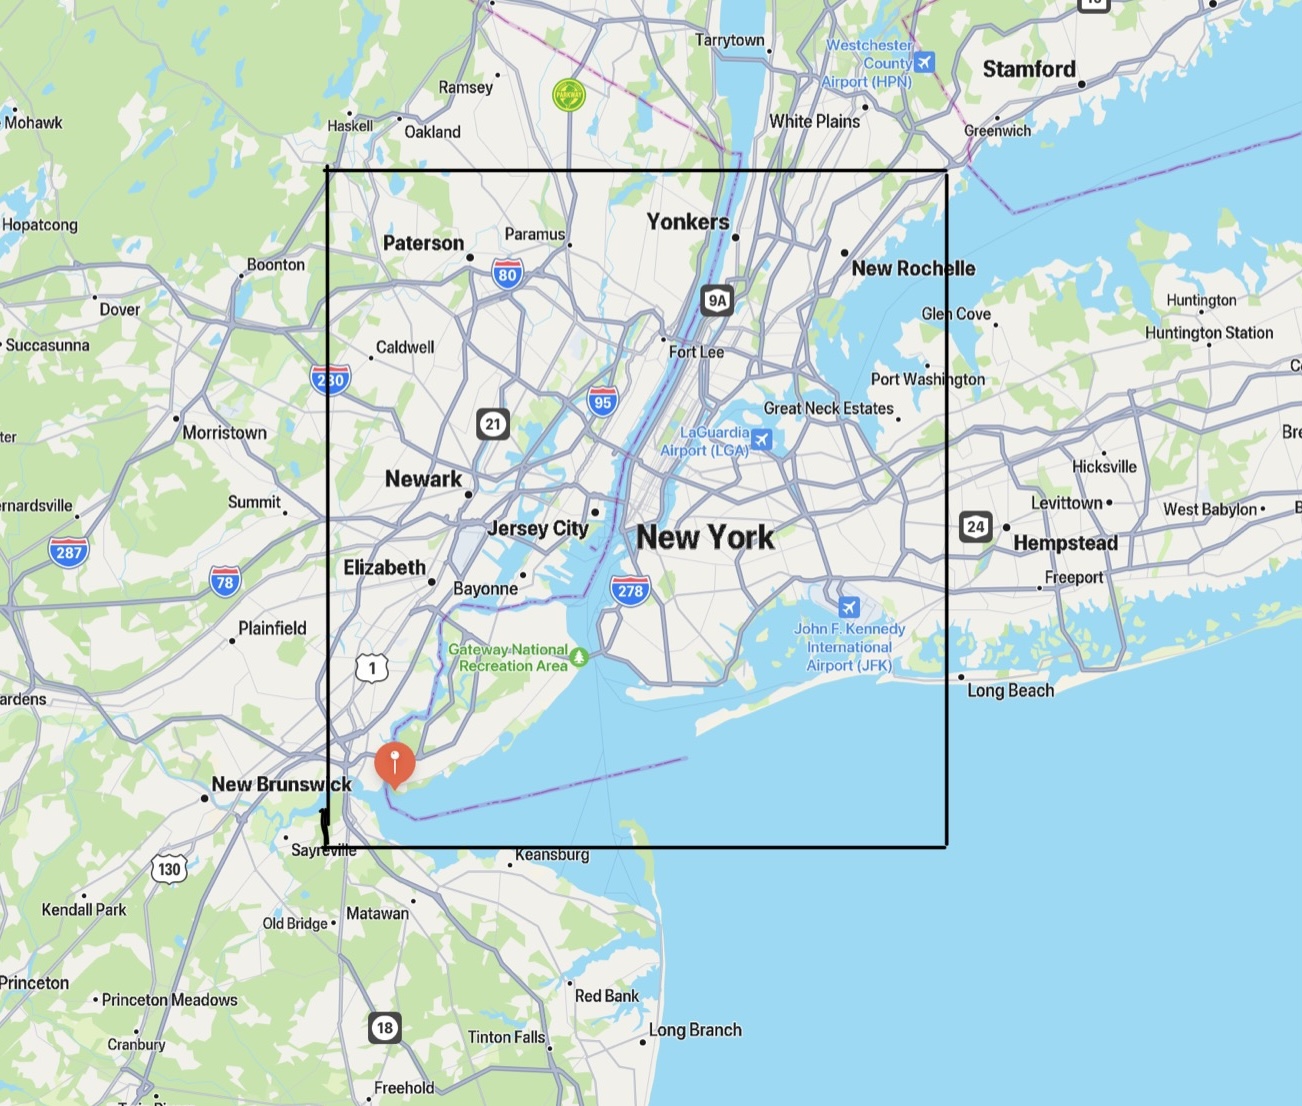 Tarrytown
Westchester
County
Airport (HPN)
Stamford
Ramsey
PARKWAY
Mohawk
Haskell
Oakland
White Plains
Greenwich
Hopatcong
Yonkers
Paterson
Paramus
Boonton
80
New Rochelle
Dover
9A
Glen Cove
Huntington
Succasunna
Caldwell
Fort Lee
Huntington Station
280
Port Washington
95
Great Neck Estates
21
Morristown
LaGuardia
Airport (LGA)
Hicksville
Newark
Summit
Levittown
West Babylon
Jersey City
New York
24
Hempstead
287
78
Elizabeth
Bayonne
278
Freeport
Plainfield
John F. Kennedy
International
Airport (JFK)
Gateway National
Recreation Area
1
Long Beach
New Brunswick
Sayreville
Keansburg
130
Kendall Park
Matawan
Old Bridge
Princeton
Princeton Meadows
Red Bank
18
Cranbury
Tinton Falls
Long Branch
Freehold